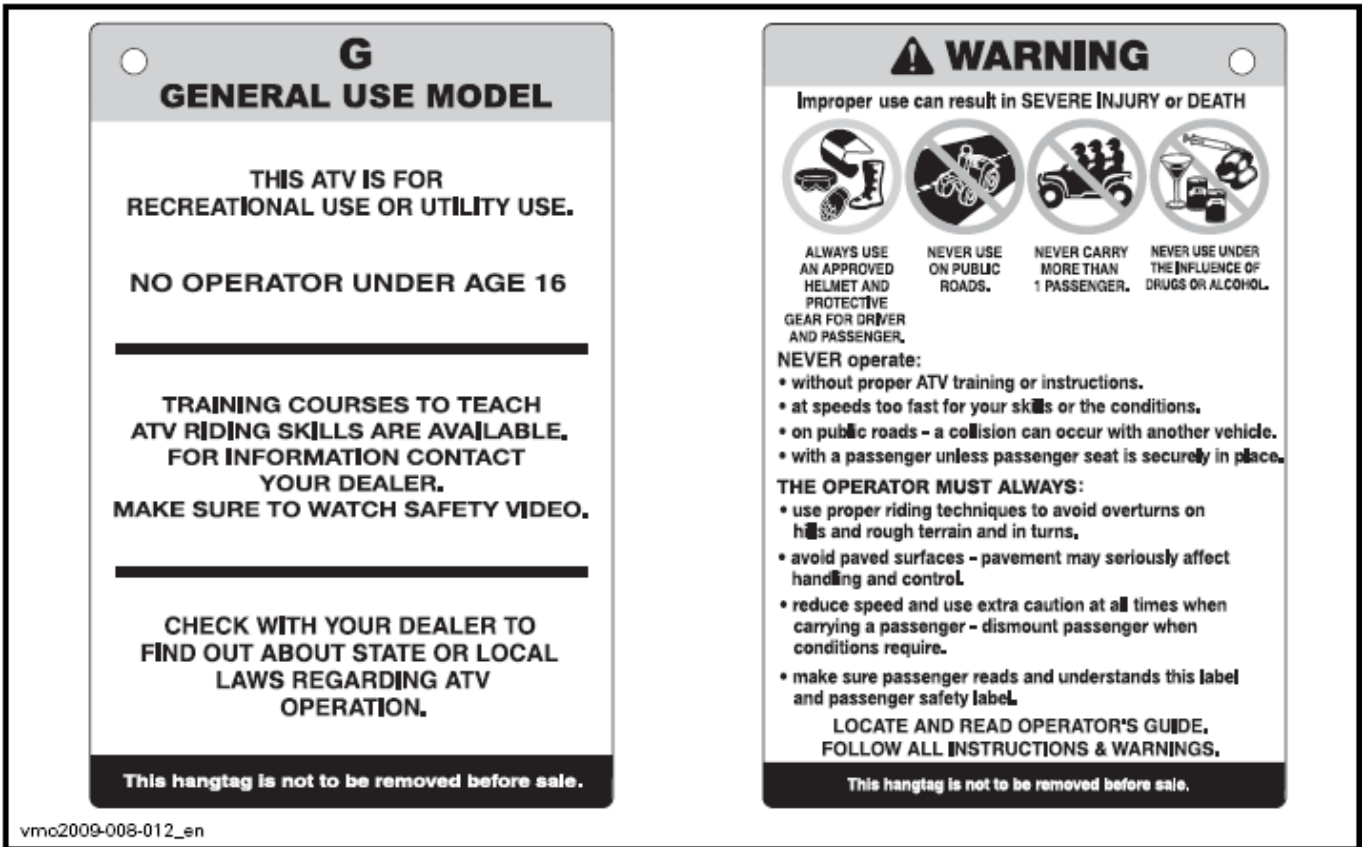 G
GENERAL USE MODEL
THIS ATV IS FOR
RECREATIONAL USE OR UTILITY USE.
NO OPERATOR UNDER AGE 16
TRAINING COURSES TO TEACH
ATV RIDING SKILLS ARE AVAILABLE.
FOR INFORMATION CONTACT
YOUR DEALER.
MAKE SURE TO WATCH SAFETY VIDEO.
CHECK WITH YOUR DEALER TO
FIND OUT ABOUT STATE OR LOCAL
LAWS REGARDING ATV
OPERATION.
This hangtag is not to be removed before sale.
WARNING
Improper use can result in SEVERE INJURY or DEATH
ALWAYS USE
AN APPROVED
HELMET AND
PROTECTIVE
GEAR FOR DRIVER
AND PASSENGER.
NEVER USE
ON PUBLIC
ROADS.
NEVER CARRY
MORE THAN
1 PASSENGER.
NEVER USE UNDER
THE INFLUENCE OF
DRUGS OR ALCOHOL.
NEVER operate:
• without proper ATV training or instructions.
• at speeds too fast for your skills or the conditions.
• on public roads - a collision can occur with another vehicle.
• with a passenger unless passenger seat is securely in place.
THE OPERATOR MUST ALWAYS:
• use proper riding techniques to avoid overturns on
hills and rough terrain and in turns.
• avoid paved surfaces - pavement may seriously affect
handling and control.
• reduce speed and use extra caution at all times when
carrying a passenger - dismount passenger when
conditions require.
• make sure passenger reads and understands this label
and passenger safety label.
LOCATE AND READ OPERATOR'S GUIDE.
FOLLOW ALL INSTRUCTIONS & WARNINGS.
This hangtag is not to be removed before sale.
vmo2009-008-012_en